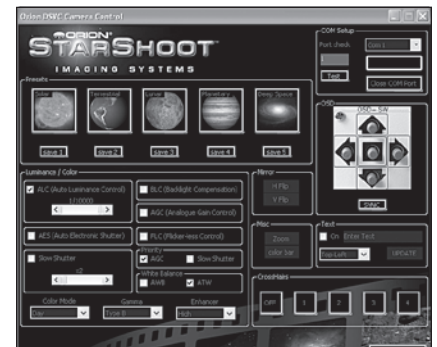 Orion DSVC Camera Control
ORION
STARSHOOT
IMAGING SYSTEMS
COM Setup
Port check
Com 1
1
Test
Close COM Port
Presets
Solar
Terrestrial
Lunar
Planetary
Deep Space
save 1
save 2
save 3
save 4
save 5
OSD
OSD- SW
SYNC
Luminance / Color
ALC (Auto Luminance Control)
1/10000
BLC (Backlight Compensation)
AGC (Analogue Gain Control)
AES (Auto Electronic Shutter)
FLC (Flicker-less Control)
Slow Shutter
x2
Priority
AGC
Slow Shutter
White Balance
AWB
ATW
Color Mode
Gamma
Enhancer
Day
Type B
High
Mirror
H Flip
V Flip
Misc
Zoom
color bar
Text
On
Enter Text
Top-Left
UPDATE
CrossHairs
OFF
1
2
3
4